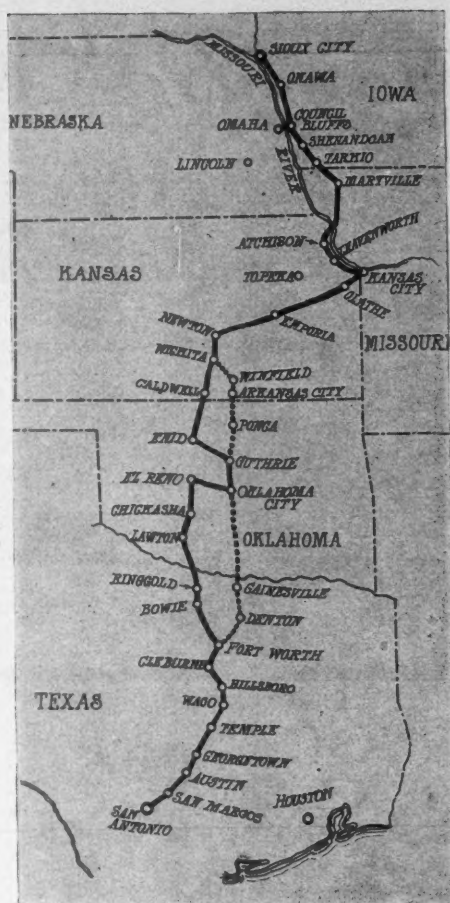 SIOUX CITY
MISSOURI
ONAWA
IOWA
NEBRASKA
COUNCIL
BLUFFS
OMAHA
SHENANDOAH
LINCOLN
RIVER
TARKIO
MARYVILLE
ATCHISON
LEAVENWORTH
KANSAS
TOPEKA
KANSAS
CITY
OLATHE
EMPORIA
NEWTON
MISSOURI
WICHITA
WINFIELD
CALDWELL
ARKANSAS CITY
PONCA
ENID
GUTHRIE
EL RENO
OKLAHOMA
CITY
CHICKASHA
LAWTON
OKLAHOMA
RINGGOLD
GAINESVILLE
BOWIE
DENTON
FORT WORTH
CLEBURNE
HILLSBORO
TEXAS
WACO
TEMPLE
GEORGETOWN
AUSTIN
SAN MARCOS
HOUSTON
SAN
ANTONIO